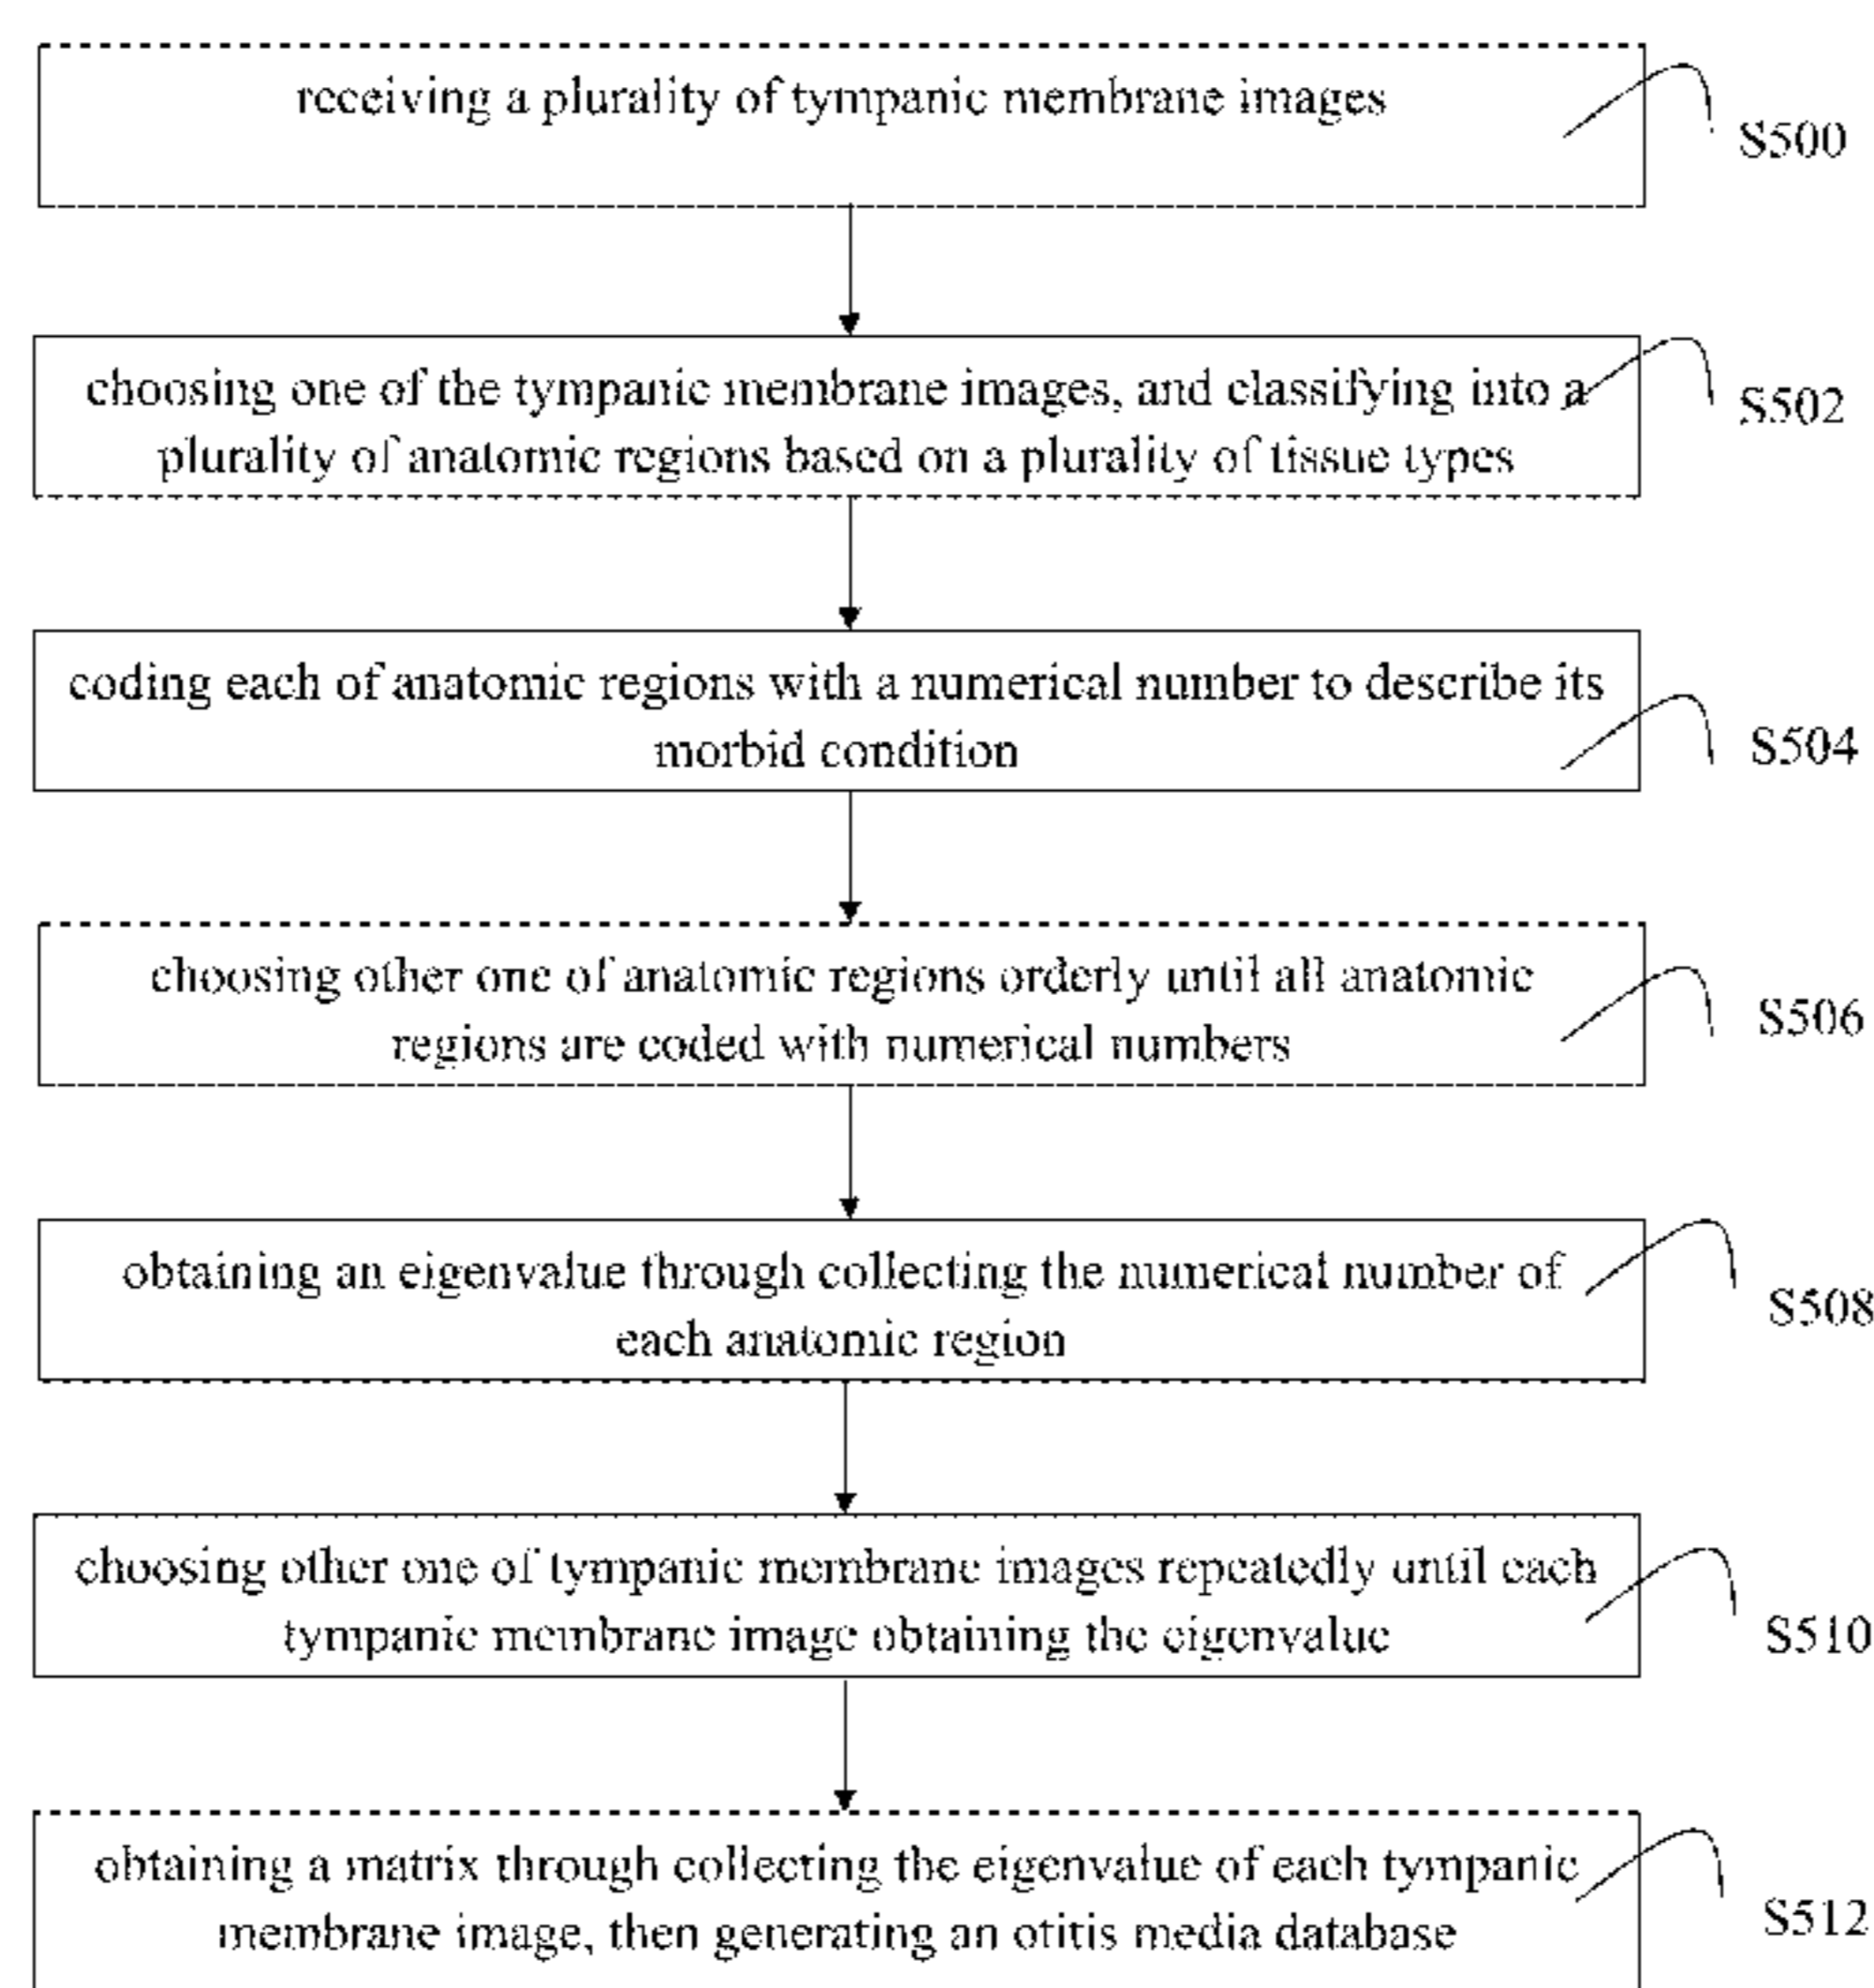 receiving a plurality of tympanic membrane images
S500
choosing one of the tympanic membrane images, and classifying into a
plurality of anatomic regions based on a plurality of tissue types
S502
coding each of anatomic regions with a numerical number to describe its
morbid condition
S504
choosing other one of anatomic regions orderly until all anatomic
regions are coded with numerical numbers
S506
obtaining an eigenvalue through collecting the numerical number of
each anatomic region
S508
choosing other one of tympanic membrane images repeatedly until each
tympanic membrane image obtaining the eigenvalue
S510
obtaining a matrix through collecting the eigenvalue of each tympanic
membrane image, then generating an otitis media database
S512